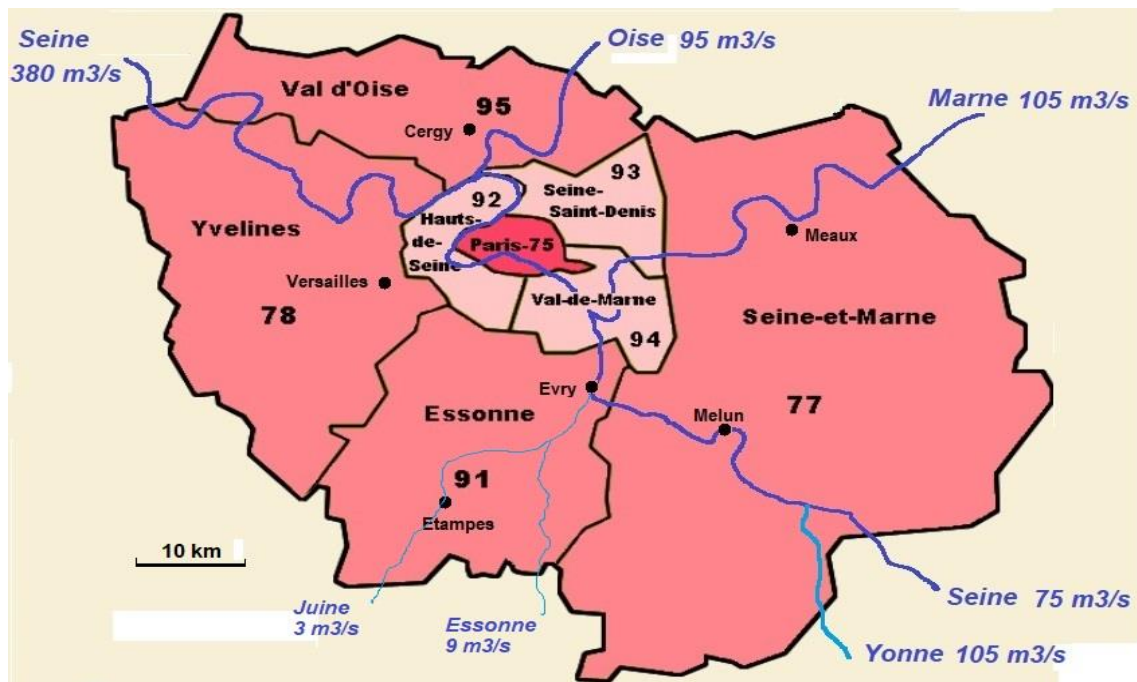 Seine
380 m3/s
Oise 95 m3/s
Val d'Oise
95
Cergy
Marne 105 m3/s
93
Seine-
Saint-Denis
92
Hauts-
de-
Seine
Paris-75
Yvelines
Meaux
Versailles
78
Val-de-Marne
94
Seine-et-Marne
77
Evry
Essonne
Melun
91
Etampes
10 km
Juine
3 m3/s
Essonne
9 m3/s
Seine 75 m3/s
Yonne 105 m3/s